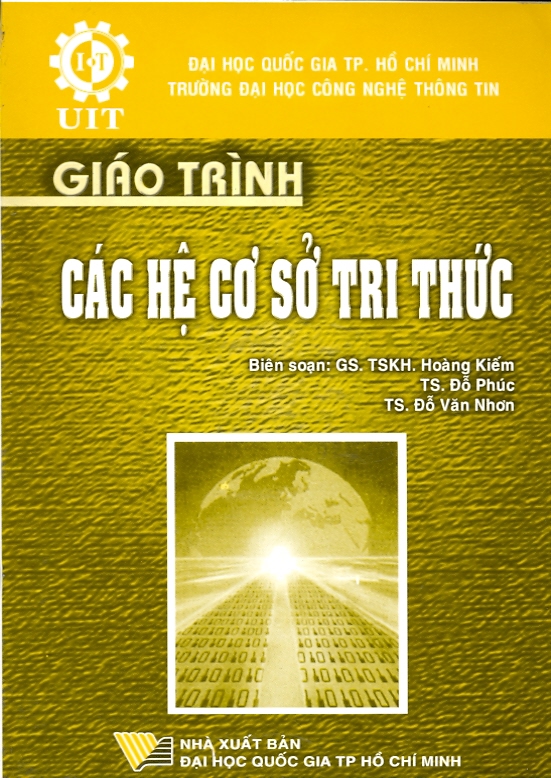 I T
UIT
ĐẠI HỌC QUỐC GIA TP. HỒ CHÍ MINH
TRƯỜNG ĐẠI HỌC CÔNG NGHỆ THÔNG TIN
GIÁO TRÌNH
CÁC HỆ CƠ SỞ TRI THỨC
Biên soạn: GS. TSKH. Hoàng Kiếm
TS. Đỗ Phúc
TS. Đỗ Văn Nhơn
NHÀ XUẤT BẢN
ĐẠI HỌC QUỐC GIA TP HỒ CHÍ MINH